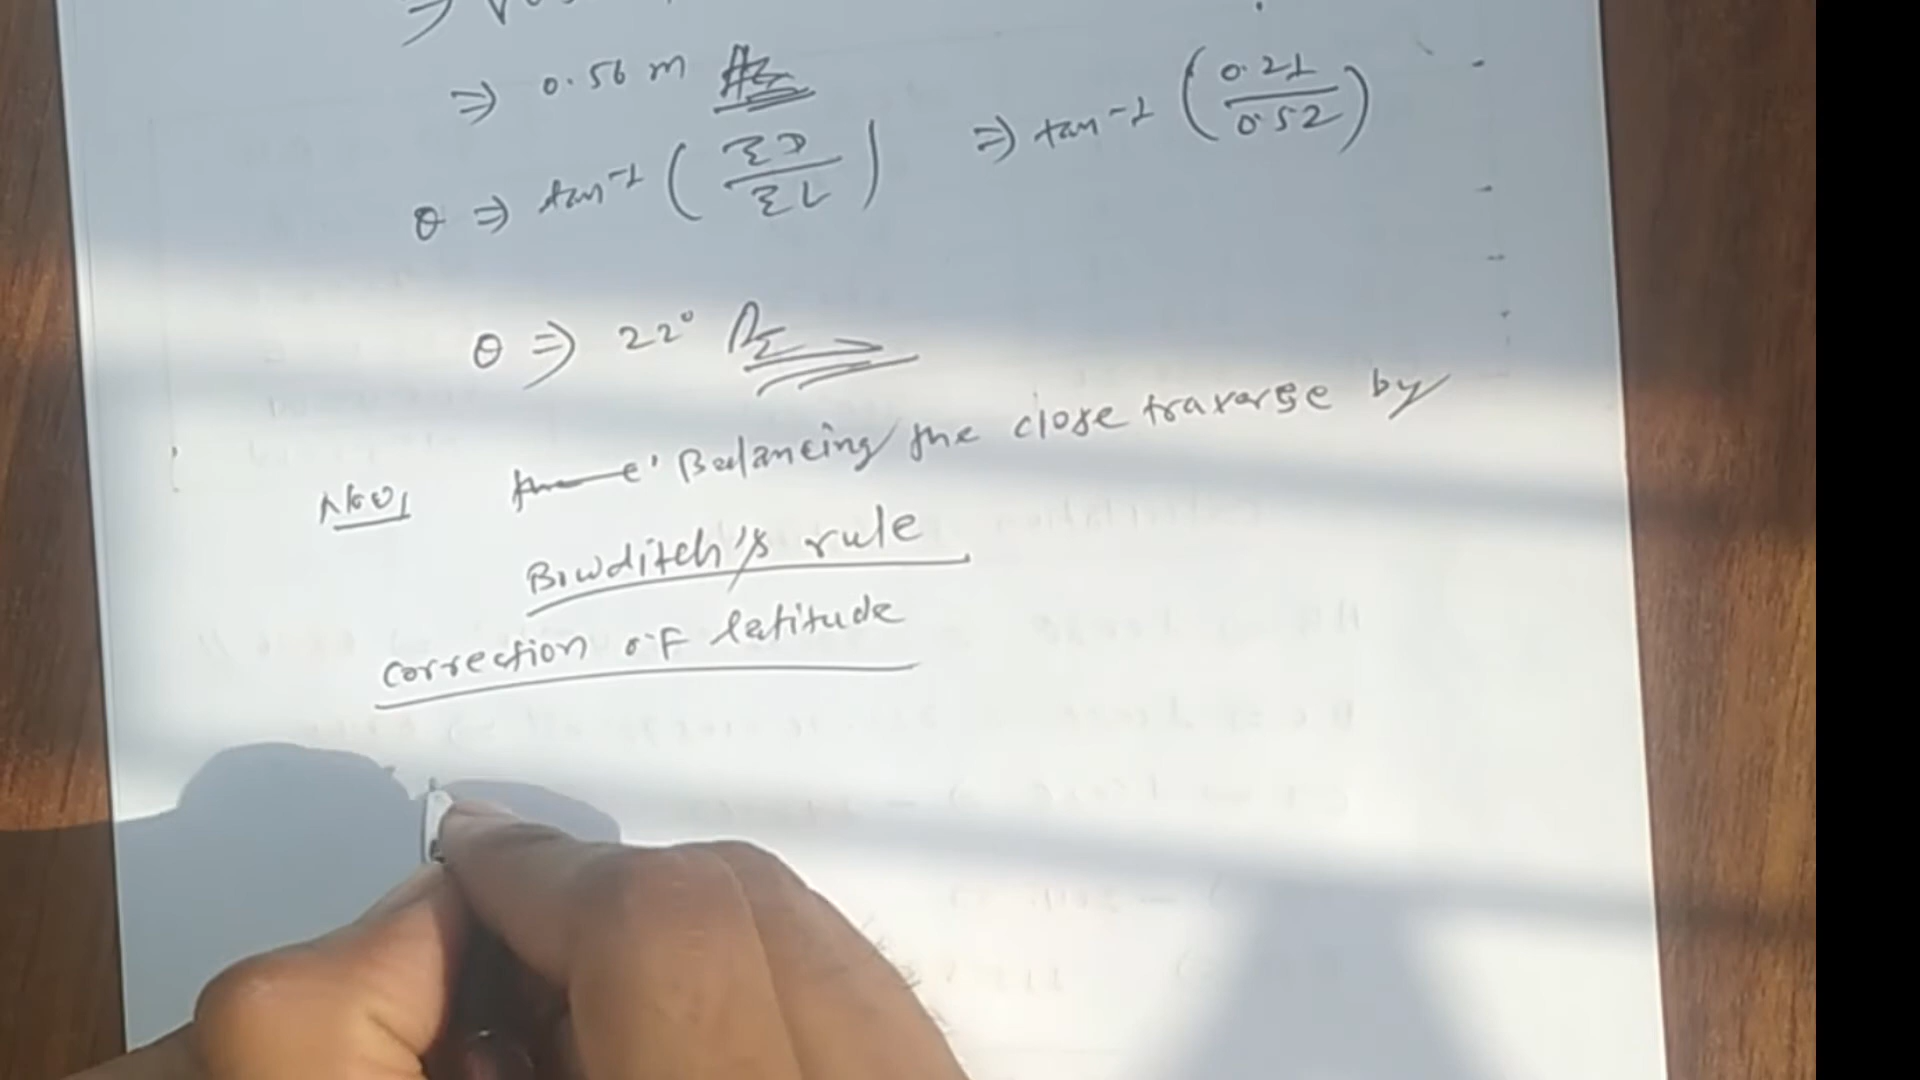 ⇒ 0.56 m Ans
θ ⇒ tan⁻¹ (ΣD/ΣL) ⇒ tan⁻¹ (0.21/0.52)
θ ⇒ 22° Ans
Now, Balancing the close traverse by
Bowditch's rule
correction of latitude